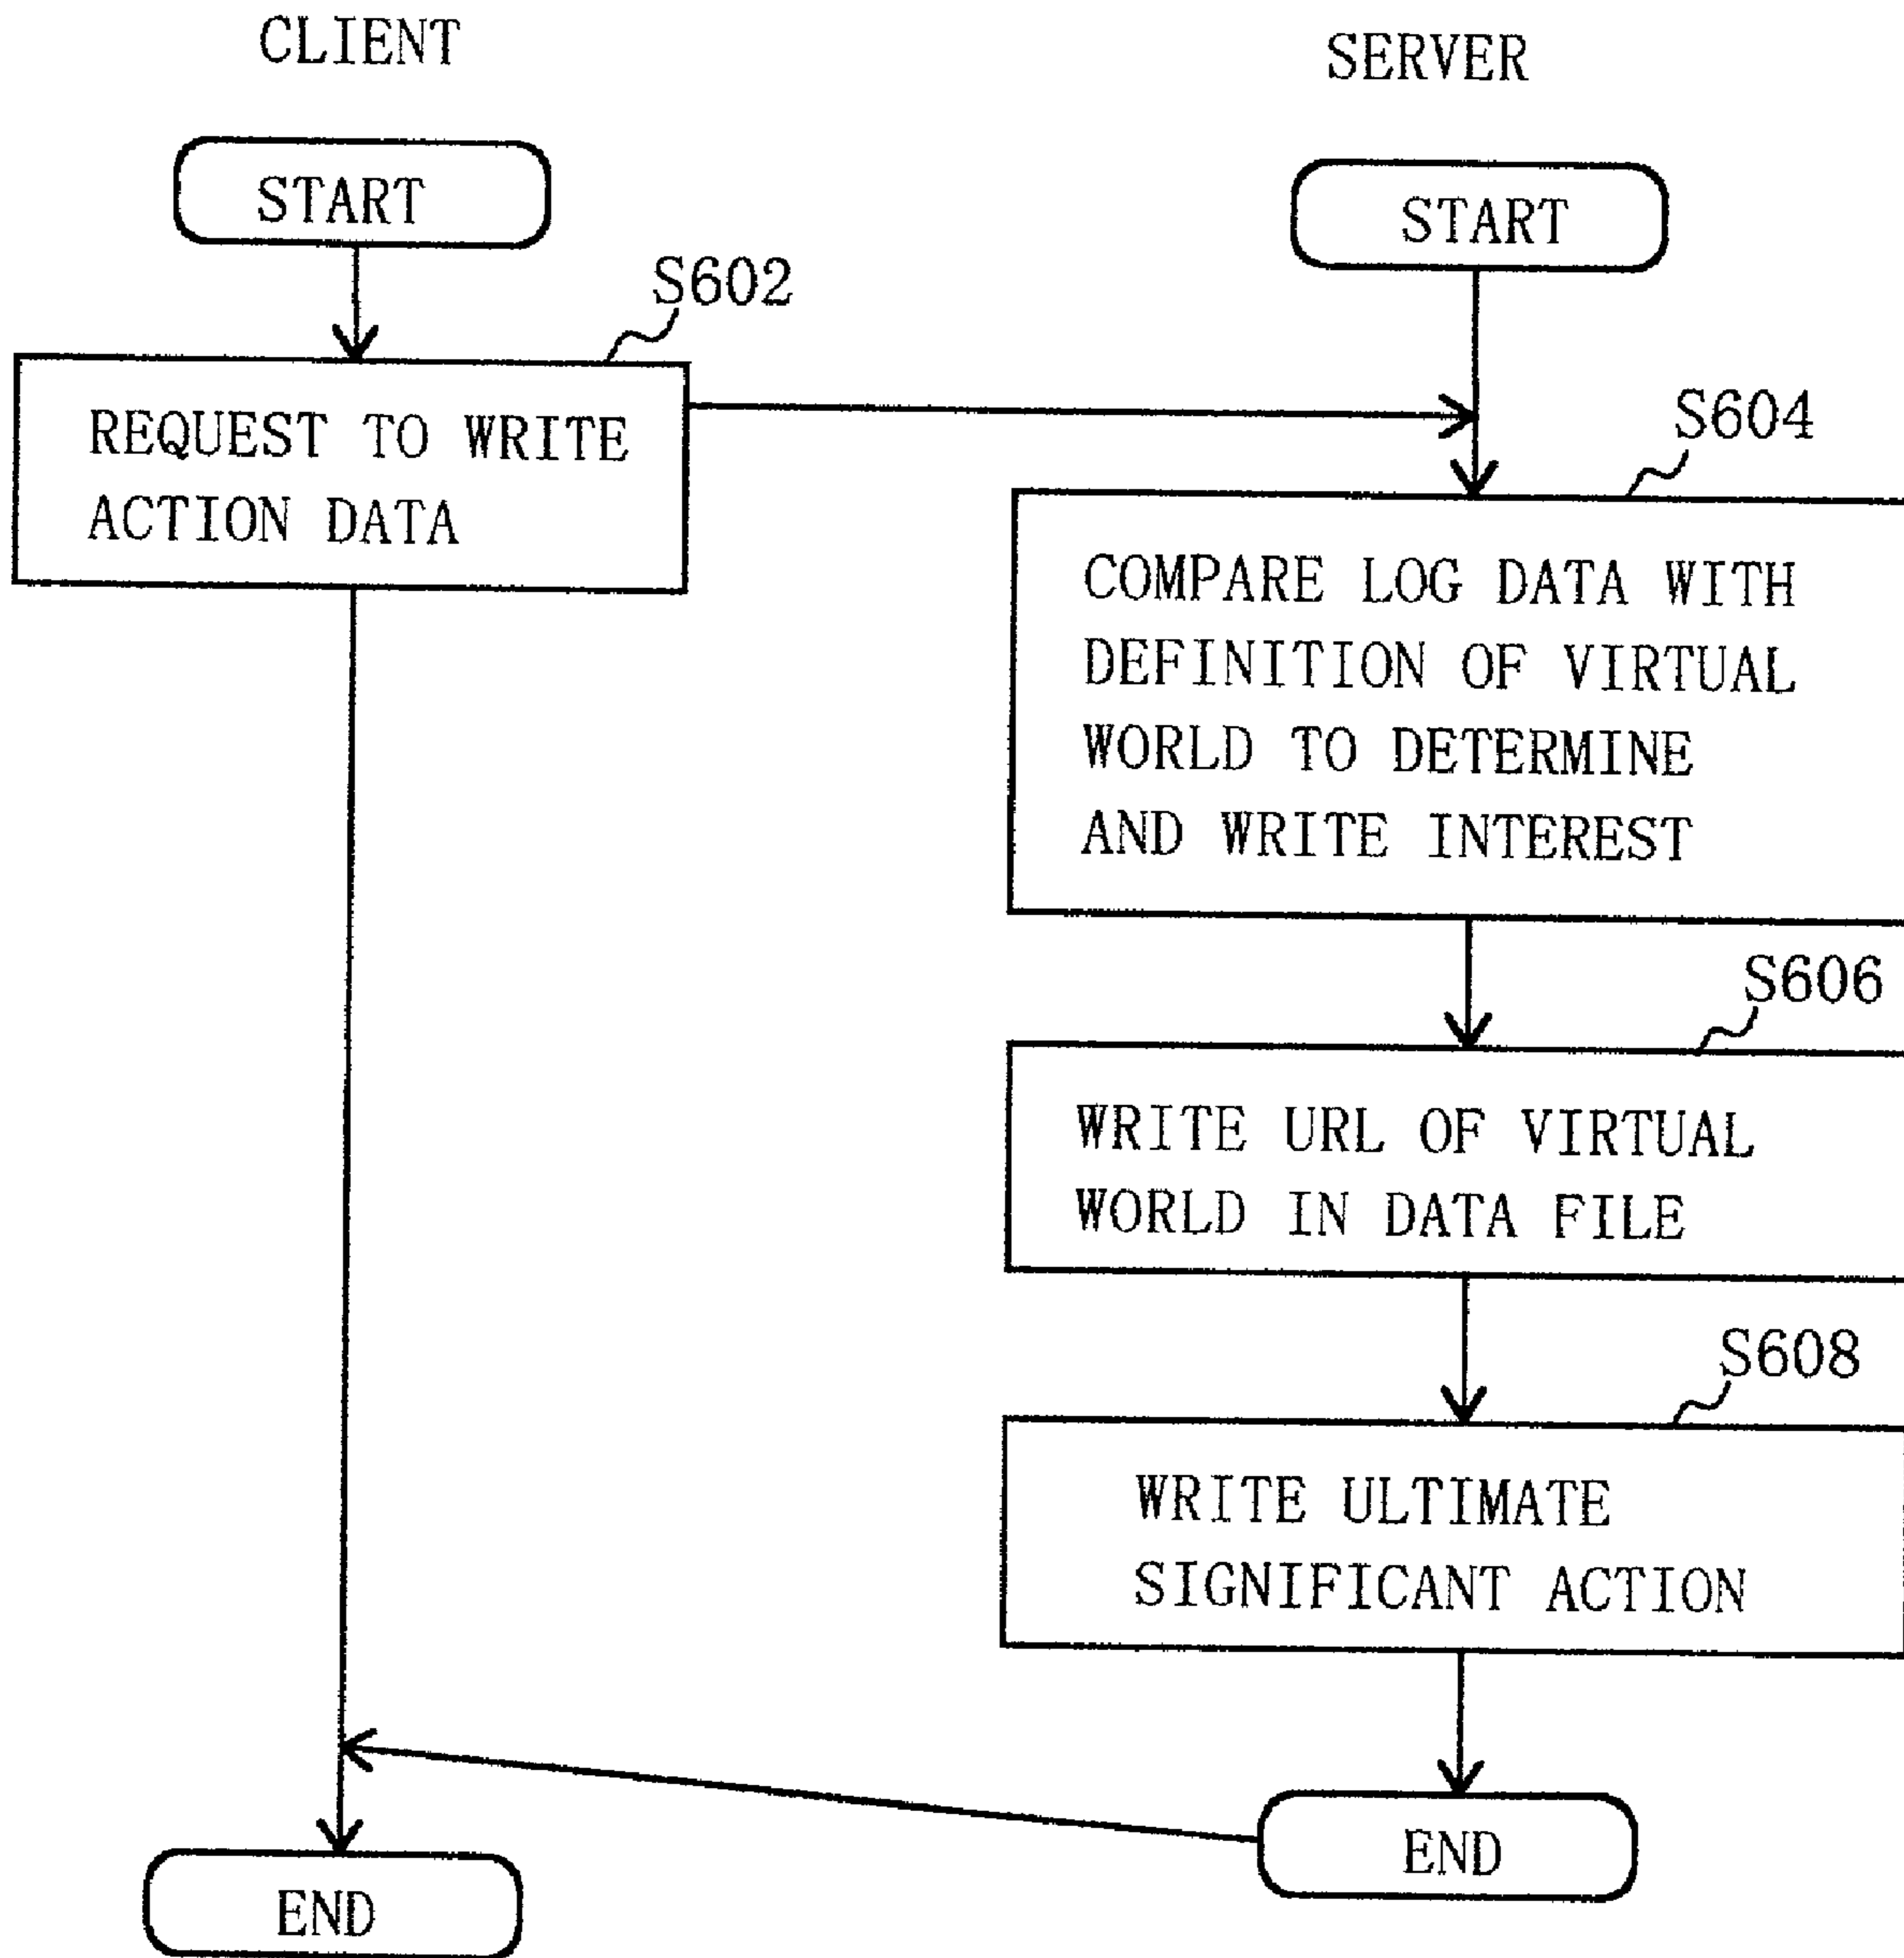 CLIENT
SERVER
START
START
S602
REQUEST TO WRITE
ACTION DATA
S604
COMPARE LOG DATA WITH
DEFINITION OF VIRTUAL
WORLD TO DETERMINE
AND WRITE INTEREST
S606
WRITE URL OF VIRTUAL
WORLD IN DATA FILE
S608
WRITE ULTIMATE
SIGNIFICANT ACTION
END
END